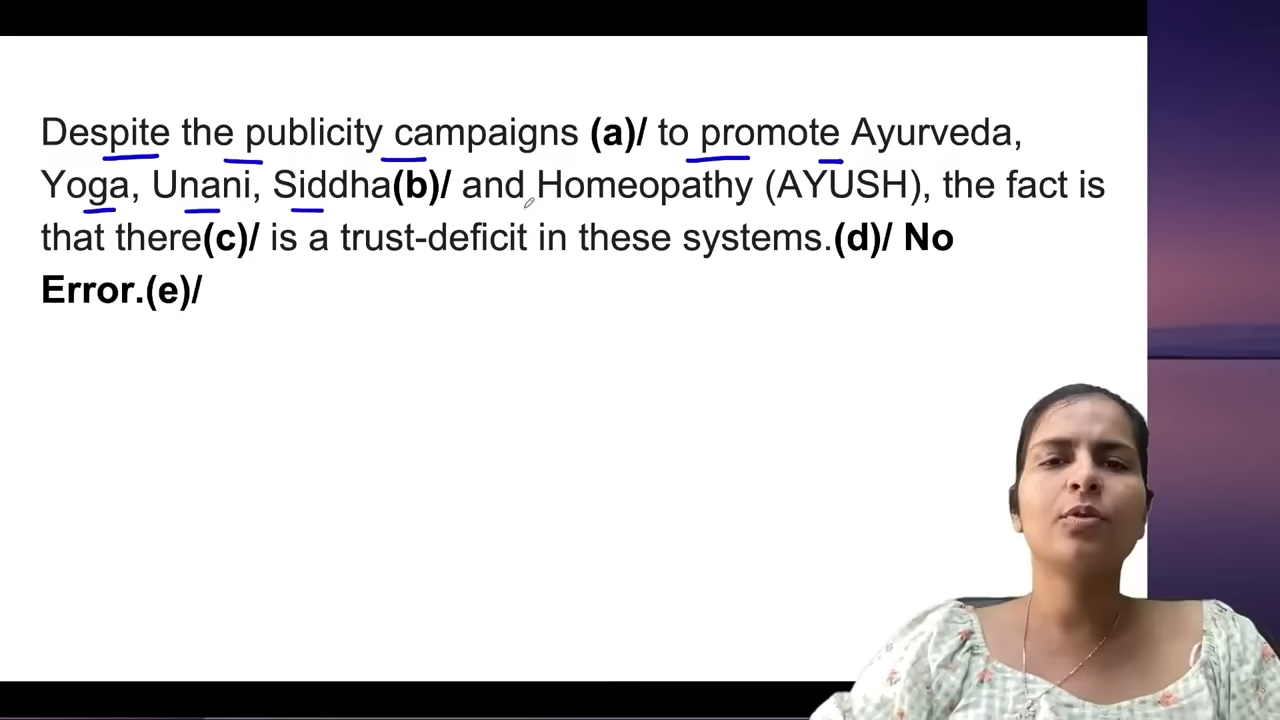 Despite the publicity campaigns (a)/ to promote Ayurveda,
Yoga, Unani, Siddha(b)/ and Homeopathy (AYUSH), the fact is
that there(c)/ is a trust-deficit in these systems.(d)/ No
Error.(e)/